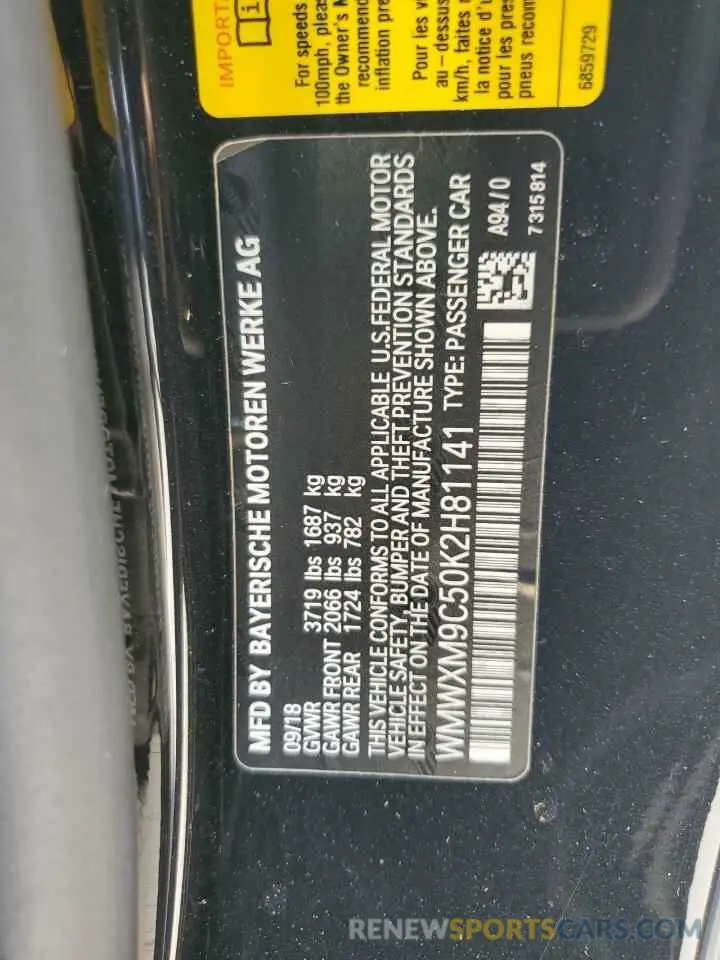 IMPORTA
For speeds
100mph, pleas
the Owner's M
recommend
inflation pre
Pour les vi
au-dessus
km/h, faites r
la notice d'u
pour les pres
pneus recom
6859729
MFD BY BAYERISCHE MOTOREN WERKE AG
09/18
GVWR 3719 lbs 1687 kg
GAWR FRONT 2066 lbs 937 kg
GAWR REAR 1724 lbs 782 kg
THIS VEHICLE CONFORMS TO ALL APPLICABLE U.S.FEDERAL MOTOR
VEHICLE SAFETY, BUMPER AND THEFT PREVENTION STANDARDS
IN EFFECT ON THE DATE OF MANUFACTURE SHOWN ABOVE.
WMWXM9C50K2H81141 TYPE: PASSENGER CAR
A94/0
7315814
RENEWSPORTSCARS.COM